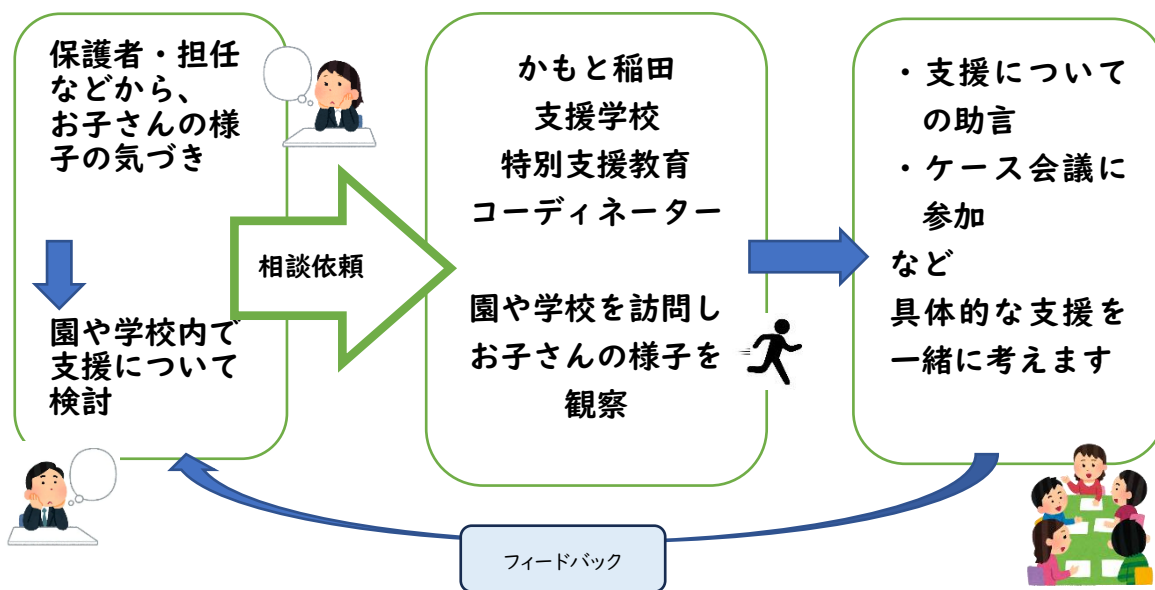 保護者・担任
などから、
お子さんの様
子の気づき
園や学校内で
支援について
検討
相談依頼
かもと稲田
支援学校
特別支援教育
コーディネーター
園や学校を訪問し
お子さんの様子を
観察
・支援について
の助言
・ケース会議に
参加
など
具体的な支援を
一緒に考えます
フィードバック